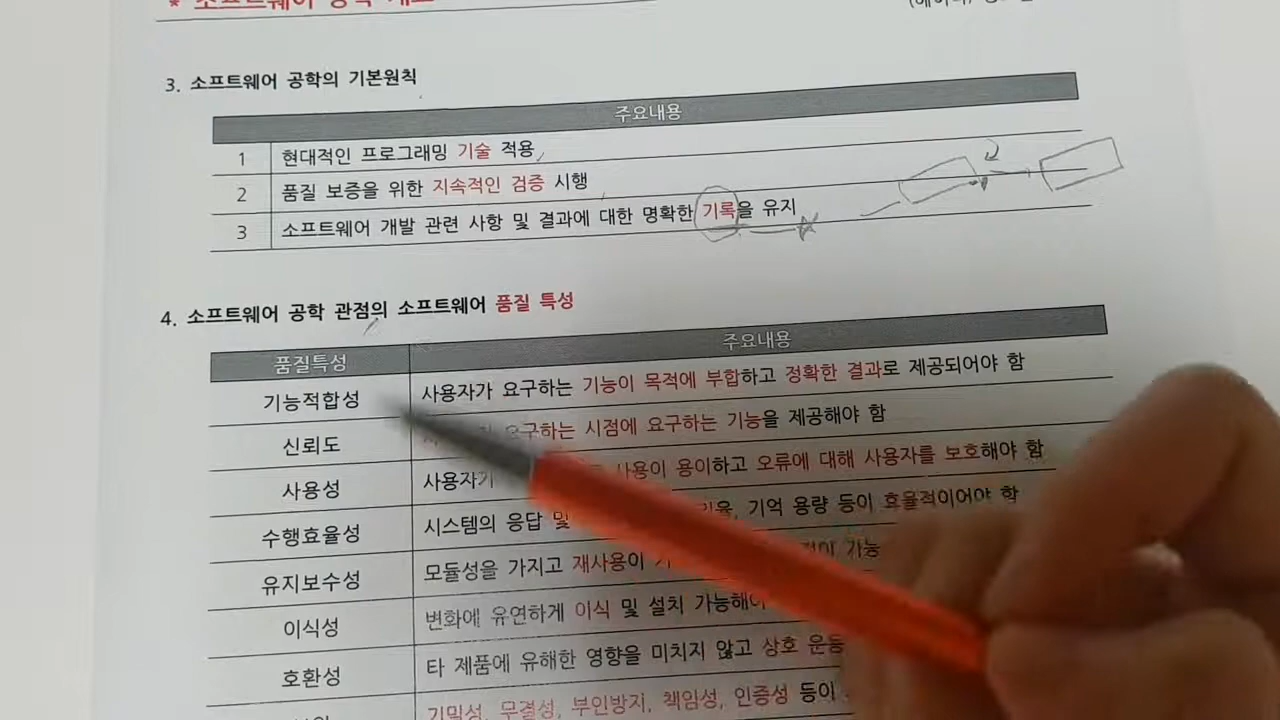 * 소프트웨어 공학 개요
3. 소프트웨어 공학의 기본원칙
주요내용
1 현대적인 프로그래밍 기술 적용
2 품질 보증을 위한 지속적인 검증 시행
3 소프트웨어 개발 관련 사항 및 결과에 대한 명확한 기록을 유지
4. 소프트웨어 공학 관점의 소프트웨어 품질 특성
품질특성 주요내용
기능적합성 사용자가 요구하는 기능이 목적에 부합하고 정확한 결과로 제공되어야 함
신뢰도 요구하는 시점에 요구하는 기능을 제공해야 함
사용성 사용자가 사용이 용이하고 오류에 대해 사용자를 보호해야 함
수행효율성 시스템의 응답 및 기억 용량 등이 효율적이어야 함
유지보수성 모듈성을 가지고 재사용이 가능
이식성 변화에 유연하게 이식 및 설치 가능해야
호환성 타 제품에 유해한 영향을 미치지 않고 상호
기밀성, 무결성, 부인방지, 책임성, 인증성 등이